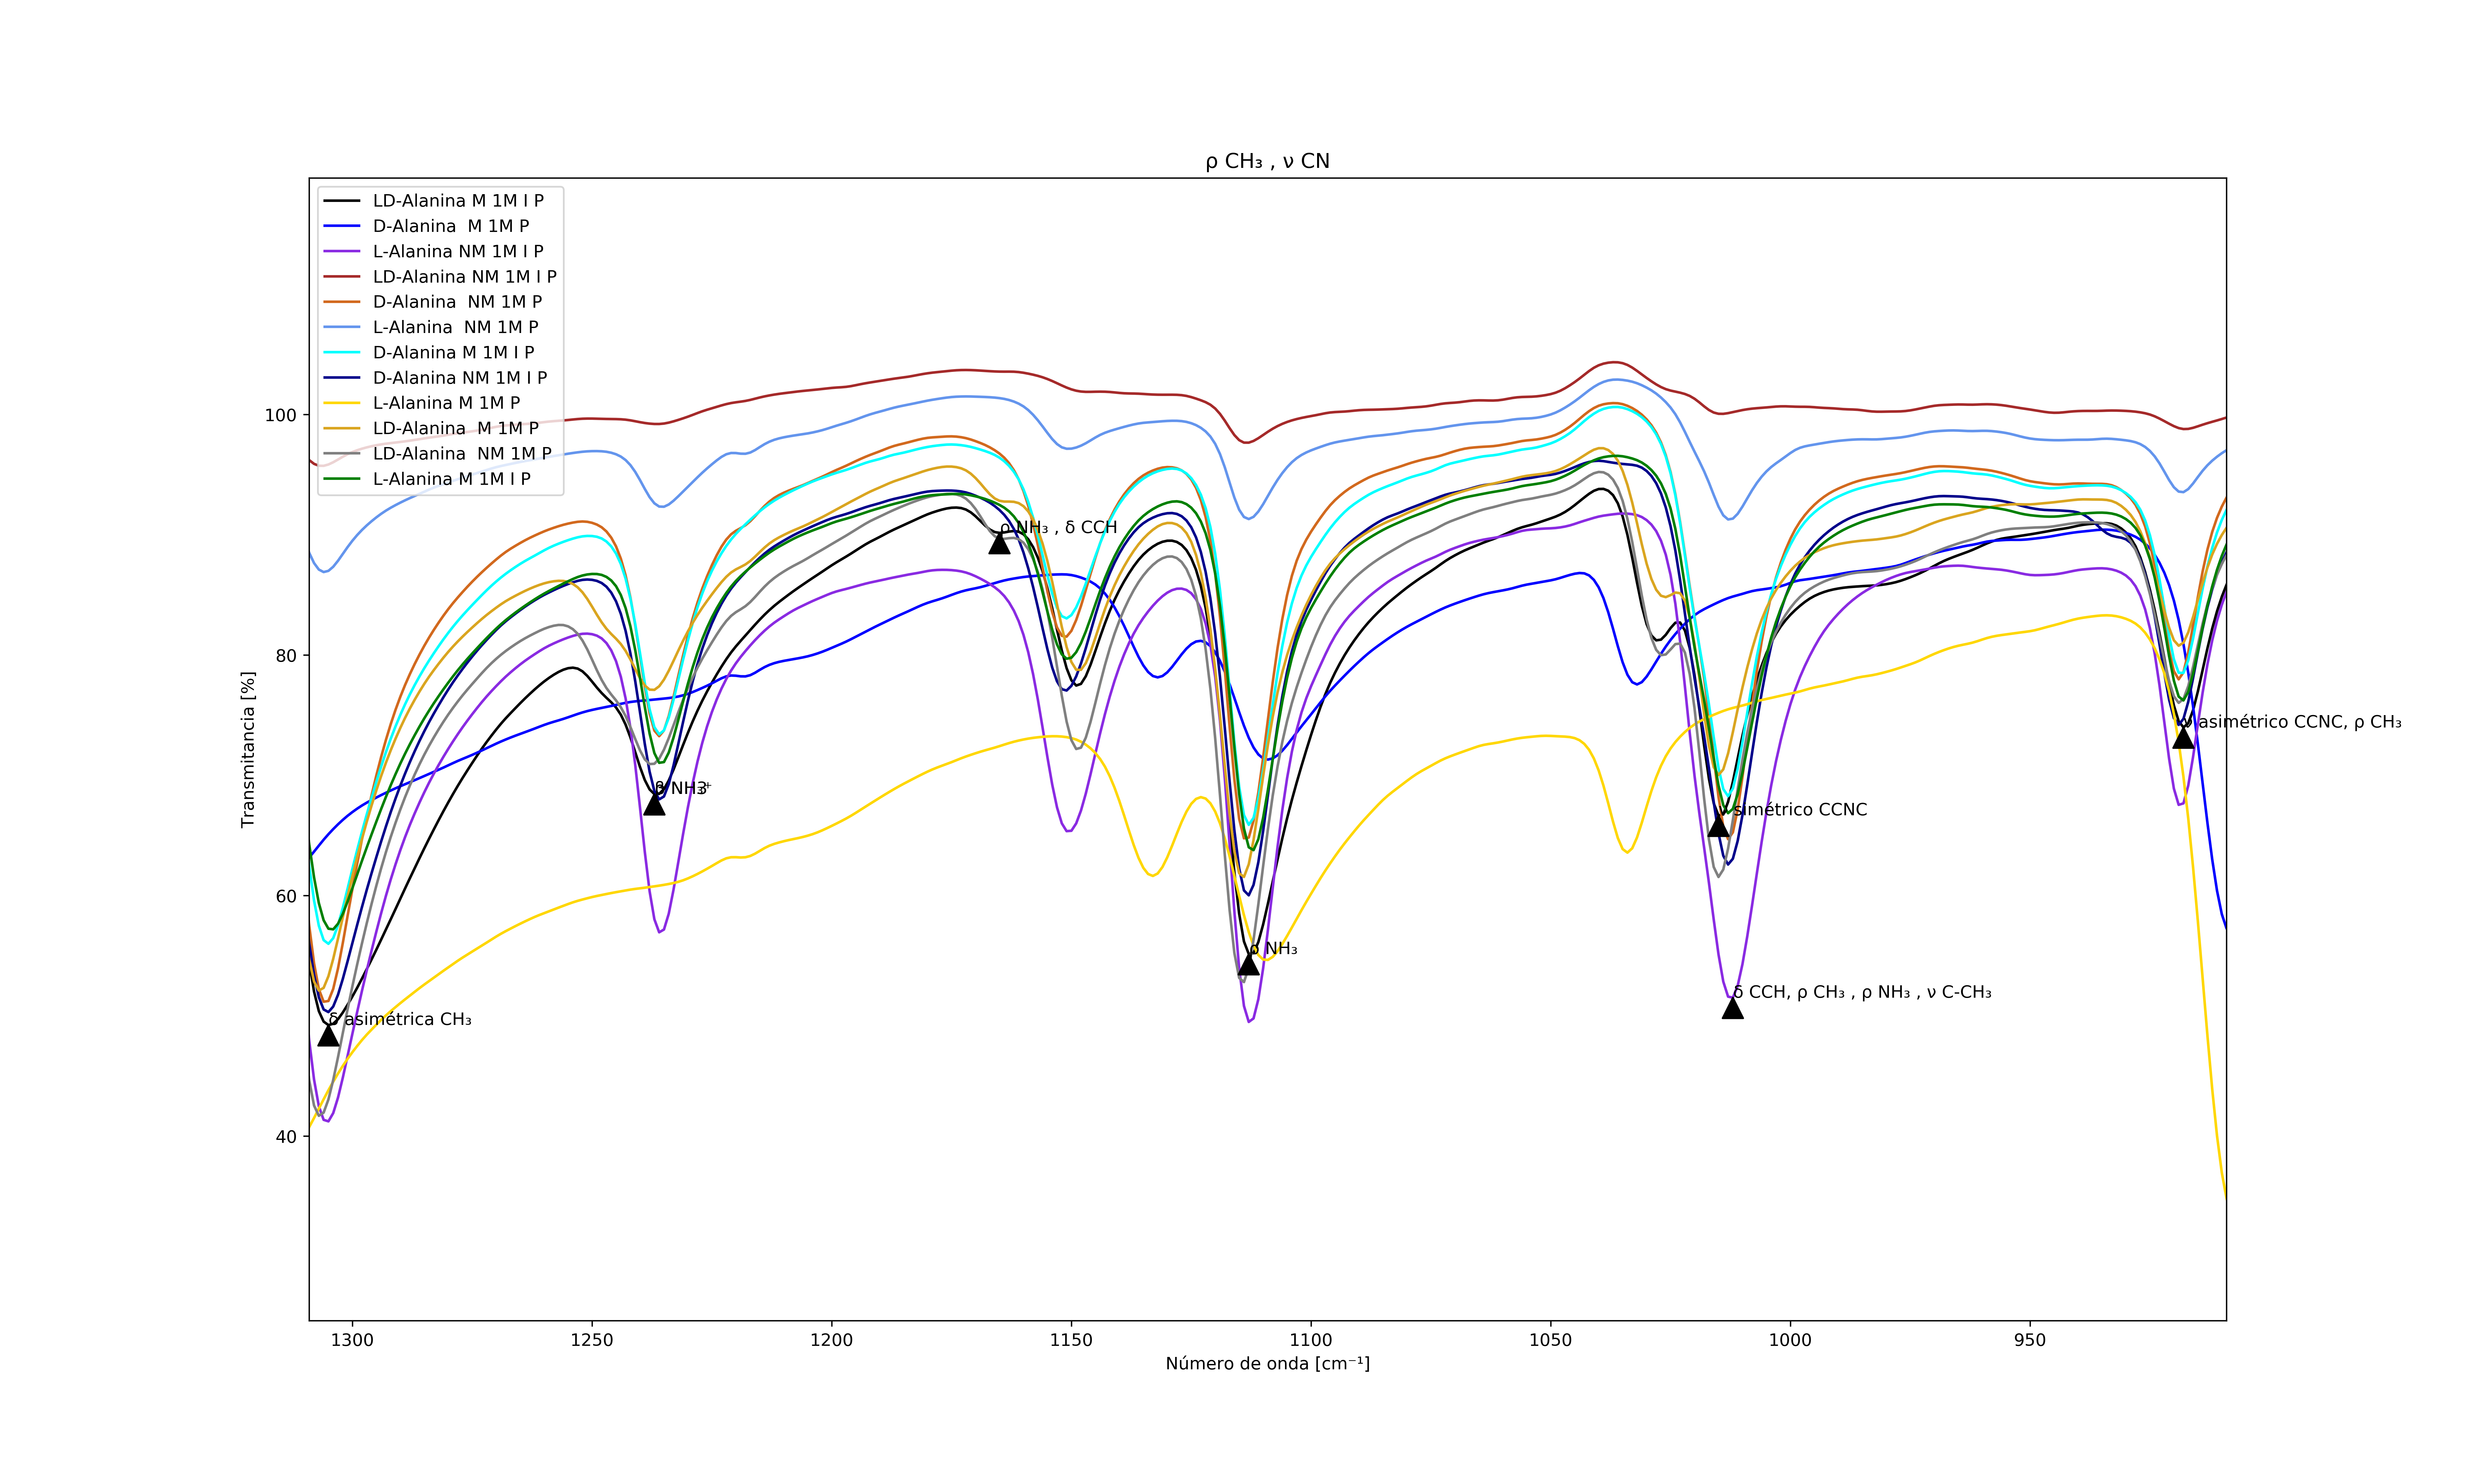 ρ CH₃ , ν CN
LD-Alanina M 1M I P
D-Alanina  M 1M P
L-Alanina NM 1M I P
LD-Alanina NM 1M I P
D-Alanina  NM 1M P
L-Alanina  NM 1M P
D-Alanina M 1M I P
D-Alanina NM 1M I P
L-Alanina M 1M P
LD-Alanina  M 1M P
LD-Alanina  NM 1M P
L-Alanina M 1M I P
100
80
60
40
Transmitancia [%]
ρ NH₃ , δ CCH
asimétrico CCNC, ρ CH₃
simétrico CCNC
ρ NH₃
δ CCH, ρ CH₃ , ρ NH₃ , ν C-CH₃
δ asimétrica CH₃
1300 1250 1200 1150 1100 1050 1000 950
Número de onda [cm⁻¹]